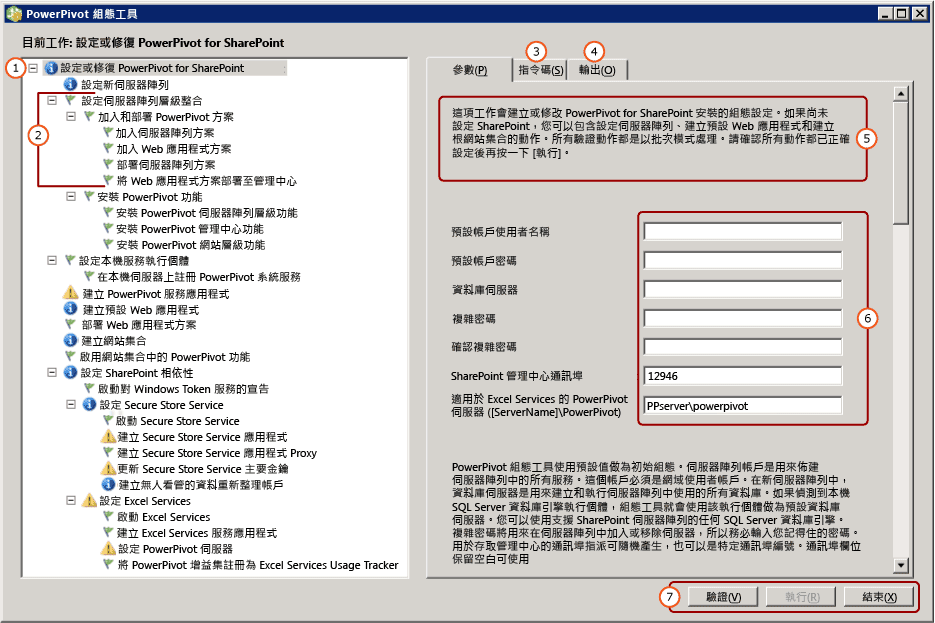 PowerPivot 組態工具
目前工作: 設定或修復 PowerPivot for SharePoint
1
設定或修復 PowerPivot for SharePoint
設定新伺服器陣列
設定伺服器陣列層級整合
2
加入和部署 PowerPivot 方案
加入伺服器陣列方案
加入 Web 應用程式方案
部署伺服器陣列方案
將 Web 應用程式方案部署至管理中心
安裝 PowerPivot 功能
安裝 PowerPivot 伺服器陣列層級功能
安裝 PowerPivot 管理中心功能
安裝 PowerPivot 網站層級功能
設定本機服務執行個體
在本機伺服器上註冊 PowerPivot 系統服務
建立 PowerPivot 服務應用程式
建立預設 Web 應用程式
部署 Web 應用程式方案
建立網站集合
啟用網站集合中的 PowerPivot 功能
設定 SharePoint 相依性
啟動對 Windows Token 服務的宣告
設定 Secure Store Service
啟動 Secure Store Service
建立 Secure Store Service 應用程式
建立 Secure Store Service 應用程式 Proxy
更新 Secure Store Service 主要金鑰
建立無人看管的資料重新整理帳戶
設定 Excel Services
啟動 Excel Services
建立 Excel Services 服務應用程式
設定 PowerPivot 伺服器
將 PowerPivot 增益集註冊為 Excel Services Usage Tracker
3
4
參數(P)
指令碼(S)
輸出(O)
這項工作會建立或修改 PowerPivot for SharePoint 安裝的組態設定。如果尚未
設定 SharePoint，您可以包含設定伺服器陣列、建立預設 Web 應用程式和建立
根網站集合的動作。所有驗證動作都是以批次模式處理。請確認所有動作都已正確
設定後再按一下 [執行]。
5
預設帳戶使用者名稱
預設帳戶密碼
資料庫伺服器
複雜密碼
確認複雜密碼
SharePoint 管理中心通訊埠
12946
適用於 Excel Services 的 PowerPivot
伺服器 ([ServerName]\PowerPivot)
PPserver\powerpivot
6
PowerPivot 組態工具使用預設值做為初始組態。伺服器陣列帳戶是用來佈建
伺服器陣列中的所有服務。這個帳戶必須是網域使用者帳戶。在新伺服器陣列中，
資料庫伺服器是用來建立和執行伺服器陣列中使用的所有資料庫。如果偵測到本機
SQL Server 資料庫引擎執行個體，組態工具就會使用該執行個體做為預設資料庫
伺服器。您可以使用支援 SharePoint 伺服器陣列的任何 SQL Server 資料庫引擎。
複雜密碼將用來在伺服器陣列中加入或移除伺服器，所以務必輸入您記得住的密碼。
用於存取管理中心的通訊埠指派可隨機產生，也可以是特定通訊埠編號。通訊埠欄位
保留空白可使用
7
驗證(V)
執行(R)
結束(X)